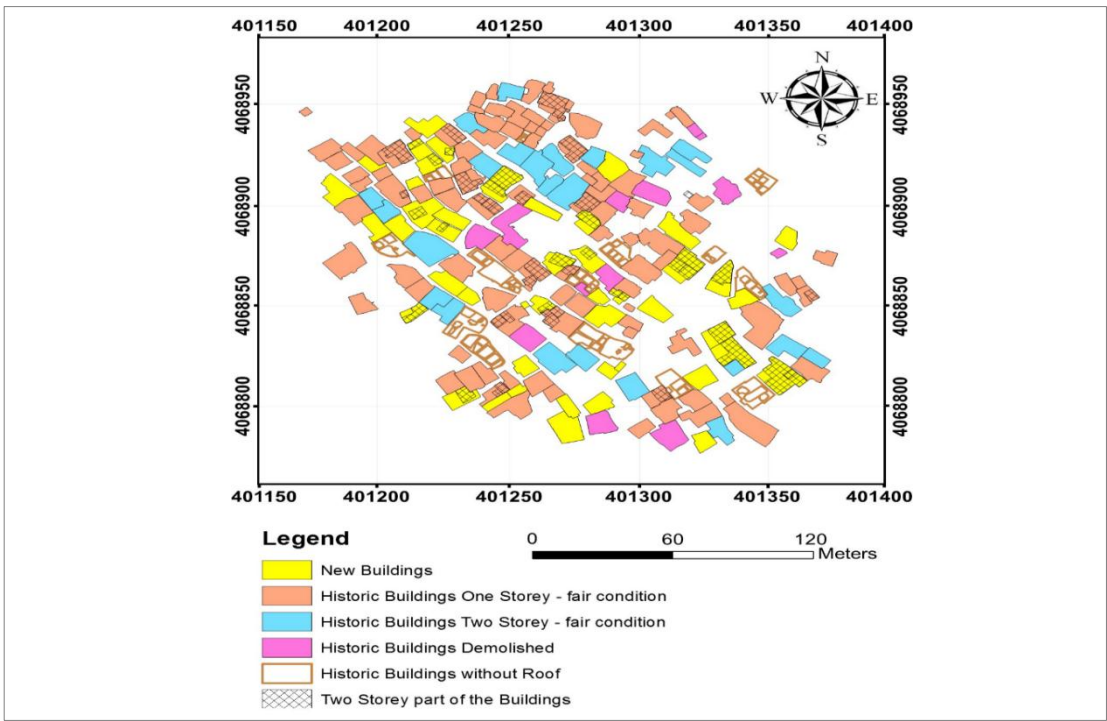 401150 401200 401250 401300 401350 401400
4068950 4068950
N
W E
S
4068900 4068900
4068850 4068850
4068800 4068800
401150 401200 401250 401300 401350 401400
Legend
0 60 120
Meters
New Buildings
Historic Buildings One Storey - fair condition
Historic Buildings Two Storey - fair condition
Historic Buildings Demolished
Historic Buildings without Roof
Two Storey part of the Buildings